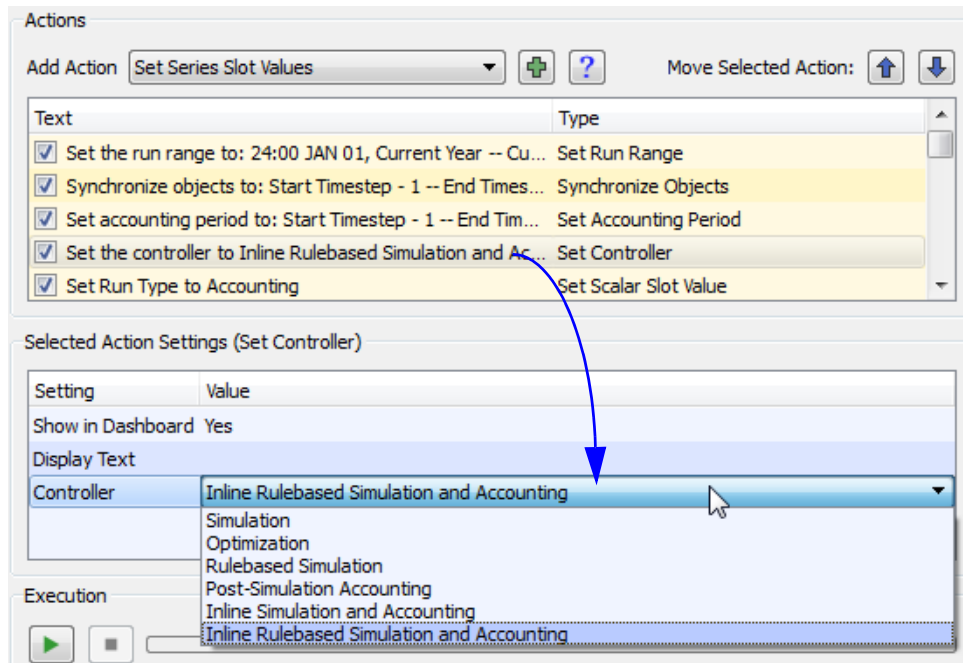 Actions
Add Action Set Series Slot Values ? Move Selected Action:
Text Type
Set the run range to: 24:00 JAN 01, Current Year -- Cu... Set Run Range
Synchronize objects to: Start Timestep - 1 -- End Times... Synchronize Objects
Set accounting period to: Start Timestep - 1 -- End Tim... Set Accounting Period
Set the controller to Inline Rulebased Simulation and Ac... Set Controller
Set Run Type to Accounting Set Scalar Slot Value
Selected Action Settings (Set Controller)
Setting Value
Show in Dashboard Yes
Display Text
Controller Inline Rulebased Simulation and Accounting
Simulation
Optimization
Rulebased Simulation
Post-Simulation Accounting
Inline Simulation and Accounting
Inline Rulebased Simulation and Accounting
Execution